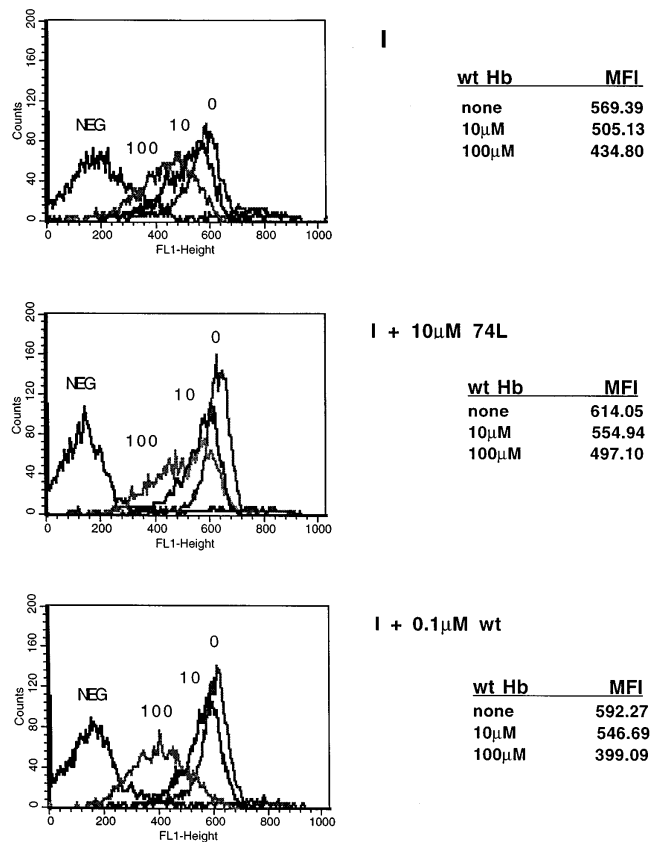 I
wt Hb MFI
none 569.39
10μM 505.13
100μM 434.80
200
160
120
80
40
0
Counts
NEG
100
10
0
0 200 400 600 800 1000
FL1-Height
I + 10μM 74L
wt Hb MFI
none 614.05
10μM 554.94
100μM 497.10
200
160
120
80
40
0
Counts
NEG
100
10
0
0 200 400 600 800 1000
FL1-Height
I + 0.1μM wt
wt Hb MFI
none 592.27
10μM 546.69
100μM 399.09
200
160
120
80
40
0
Counts
NEG
100
10
0
0 200 400 600 800 1000
FL1-Height